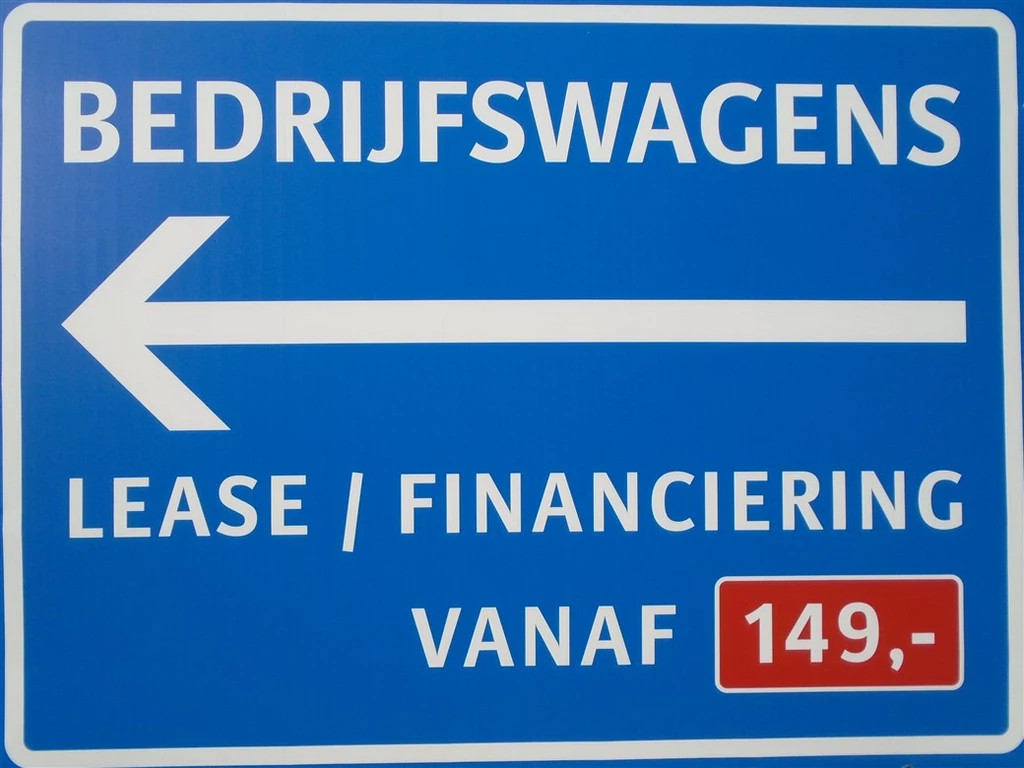 BEDRIJFSWAGENS
LEASE / FINANCIERING
VANAF 149,-